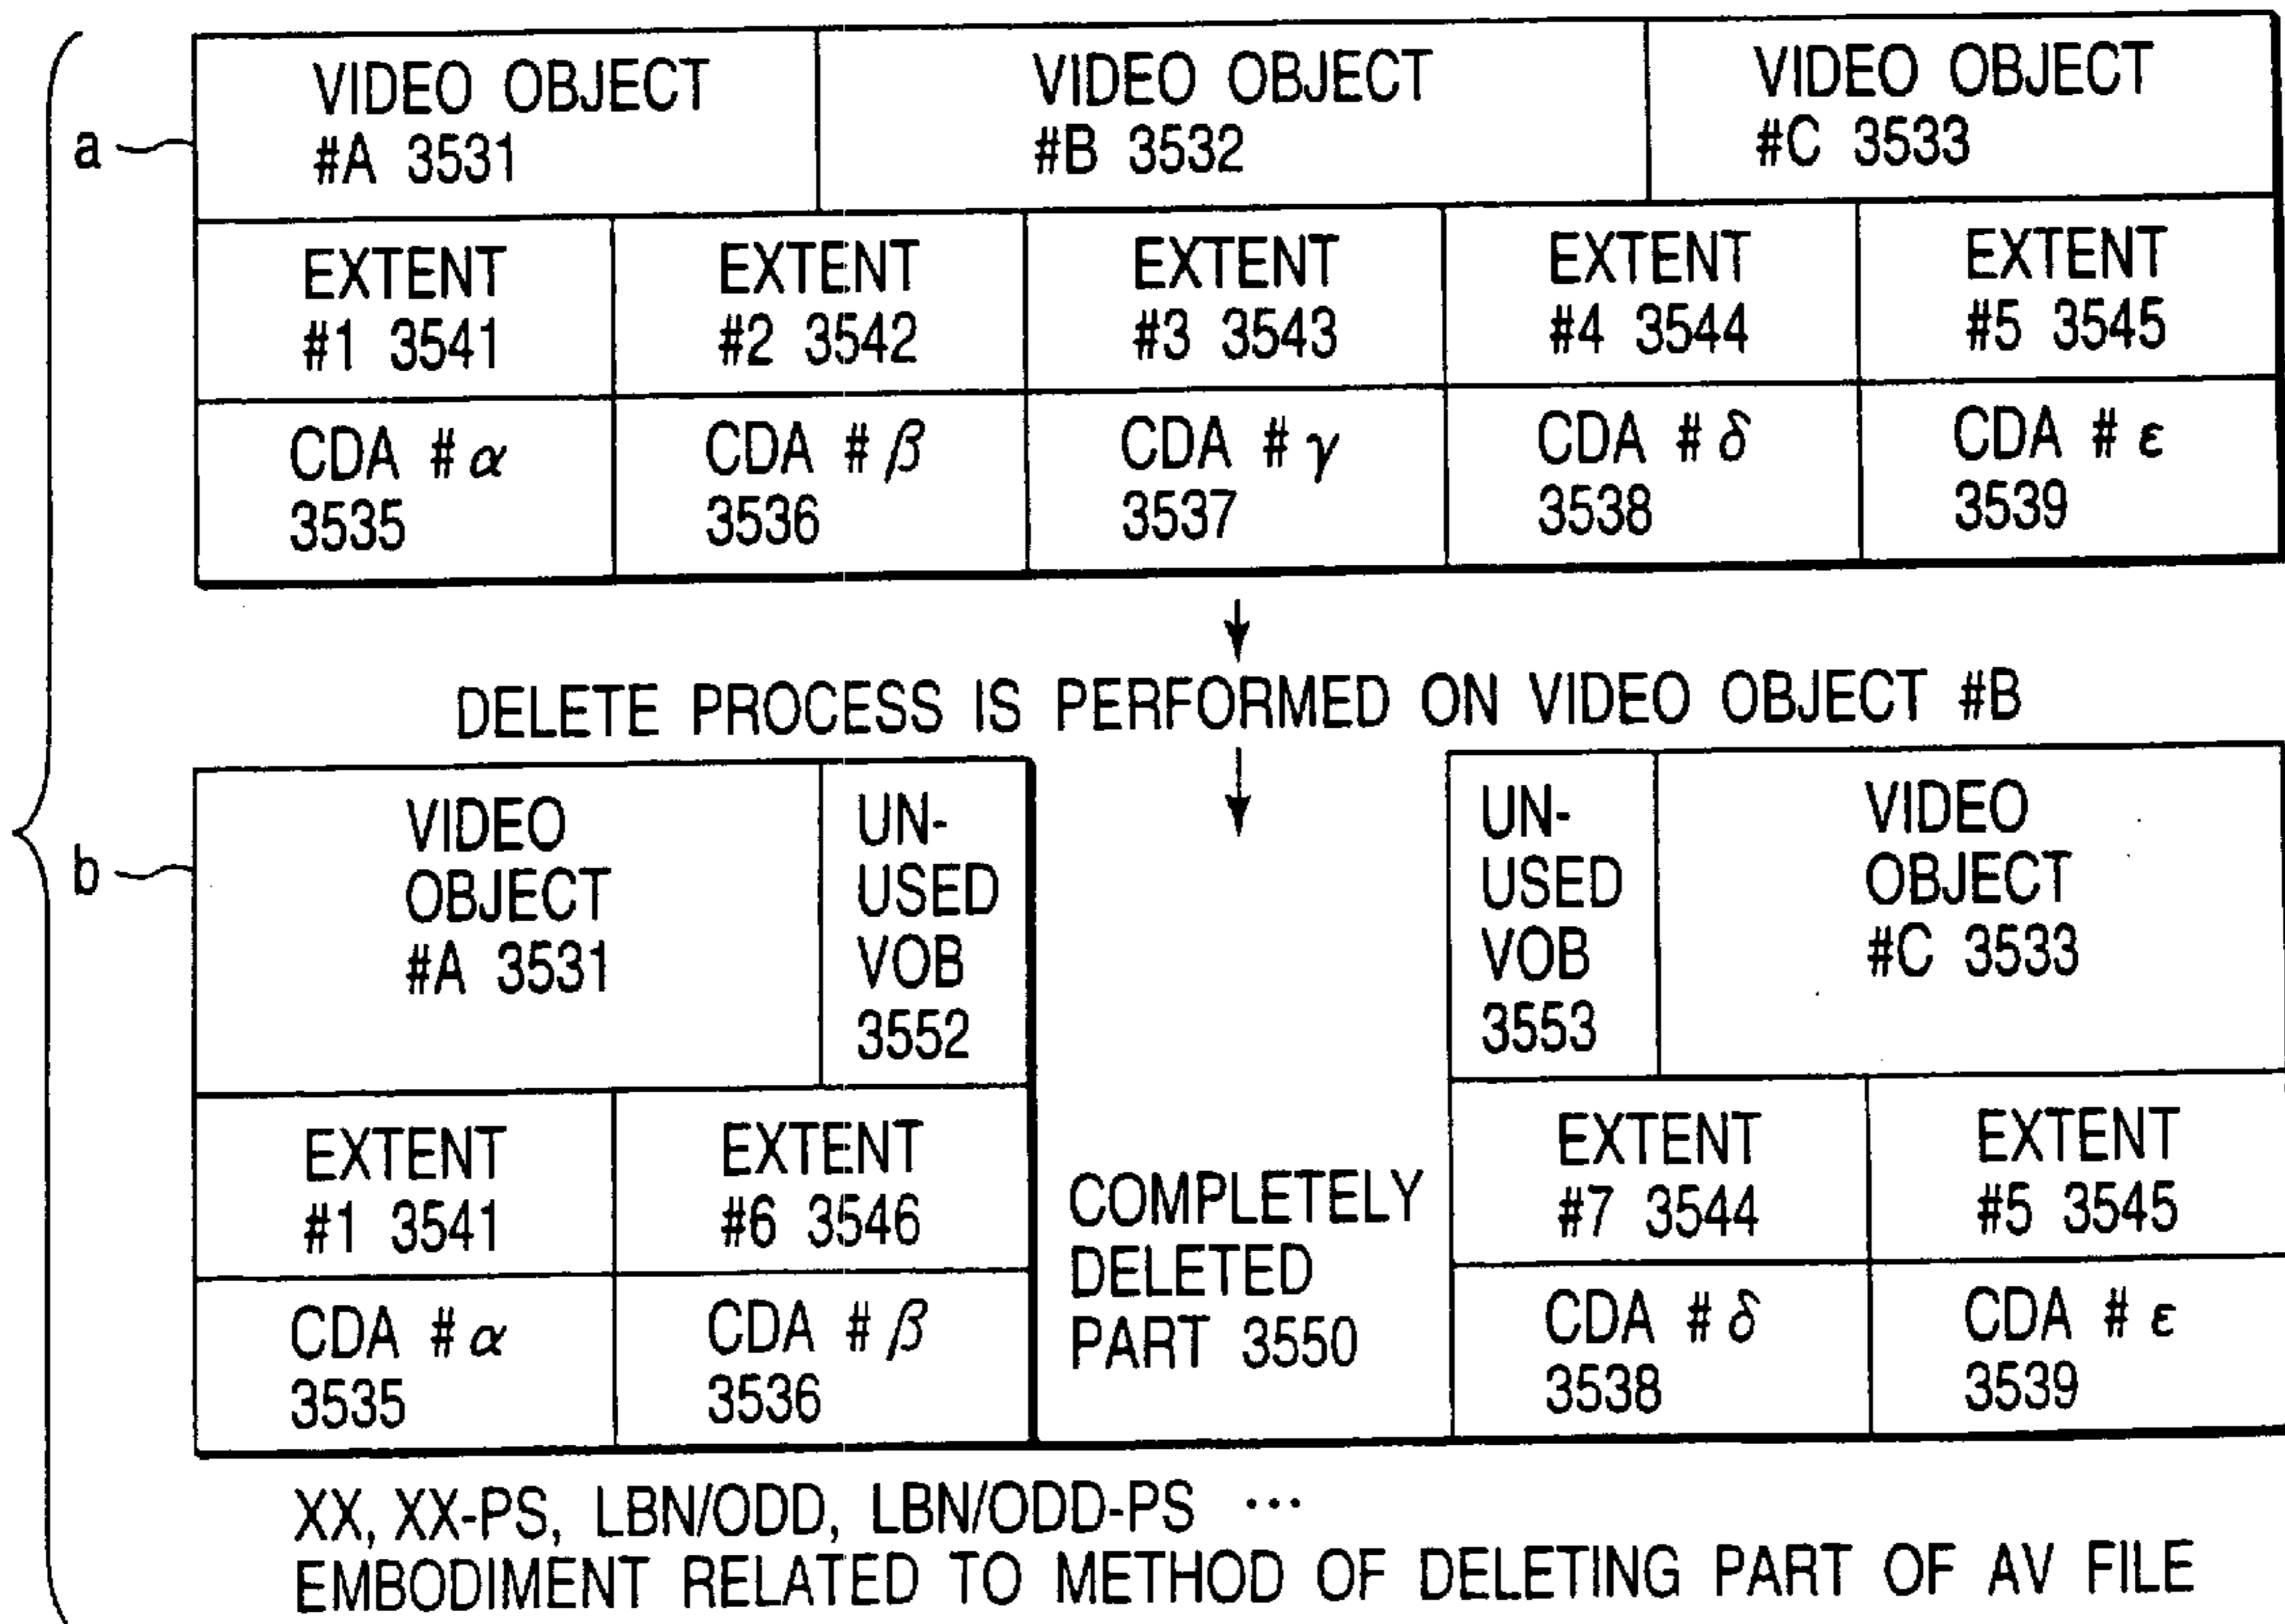 a
VIDEO OBJECT
#A 3531
VIDEO OBJECT
#B 3532
VIDEO OBJECT
#C 3533
EXTENT
#1 3541
EXTENT
#2 3542
EXTENT
#3 3543
EXTENT
#4 3544
EXTENT
#5 3545
CDA #α
3535
CDA #β
3536
CDA #γ
3537
CDA #δ
3538
CDA #ε
3539
DELETE PROCESS IS PERFORMED ON VIDEO OBJECT #B
b
VIDEO
OBJECT
#A 3531
UN-
USED
VOB
3552
UN-
USED
VOB
3553
VIDEO
OBJECT
#C 3533
EXTENT
#1 3541
EXTENT
#6 3546
COMPLETELY
DELETED
PART 3550
EXTENT
#7 3544
EXTENT
#5 3545
CDA #α
3535
CDA #β
3536
CDA #δ
3538
CDA #ε
3539
XX, XX-PS, LBN/ODD, LBN/ODD-PS ···
EMBODIMENT RELATED TO METHOD OF DELETING PART OF AV FILE